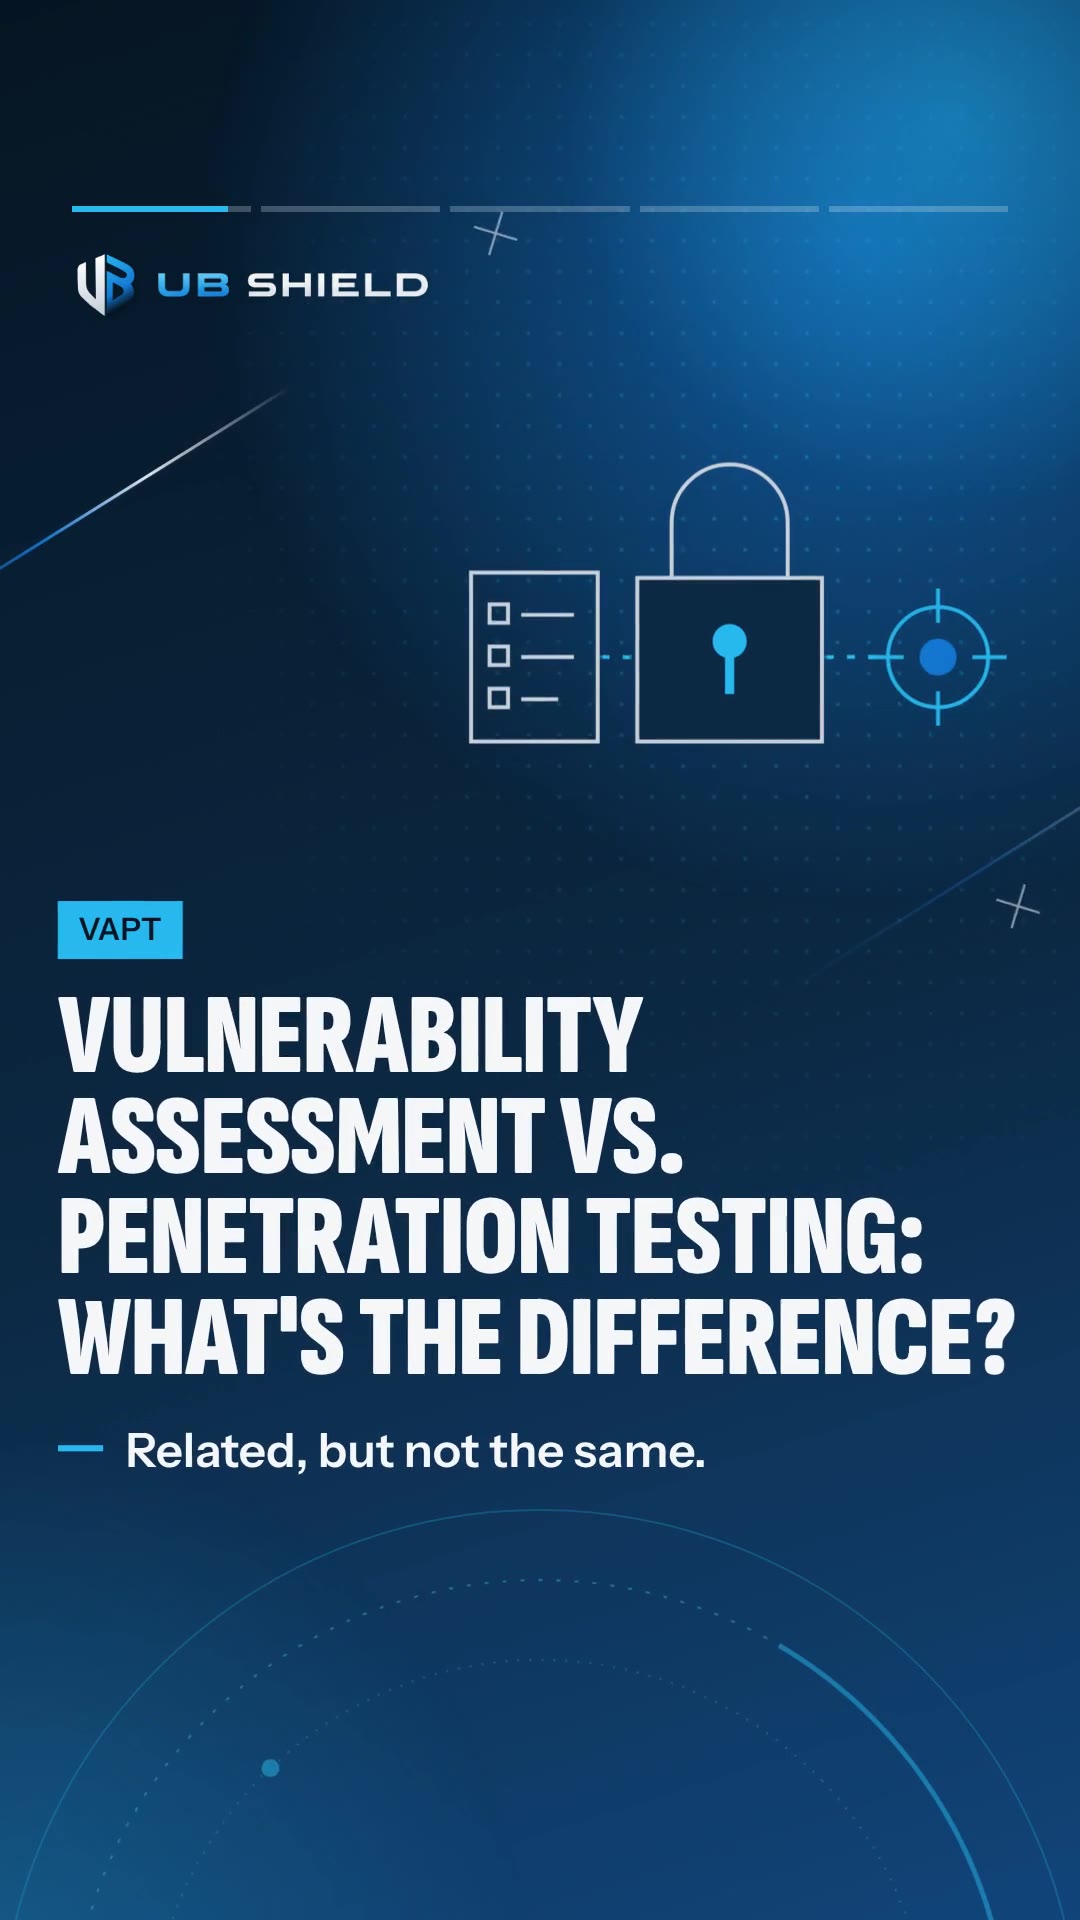 UB SHIELD
VAPT
VULNERABILITY
ASSESSMENT VS.
PENETRATION TESTING:
WHAT'S THE DIFFERENCE?
Related, but not the same.